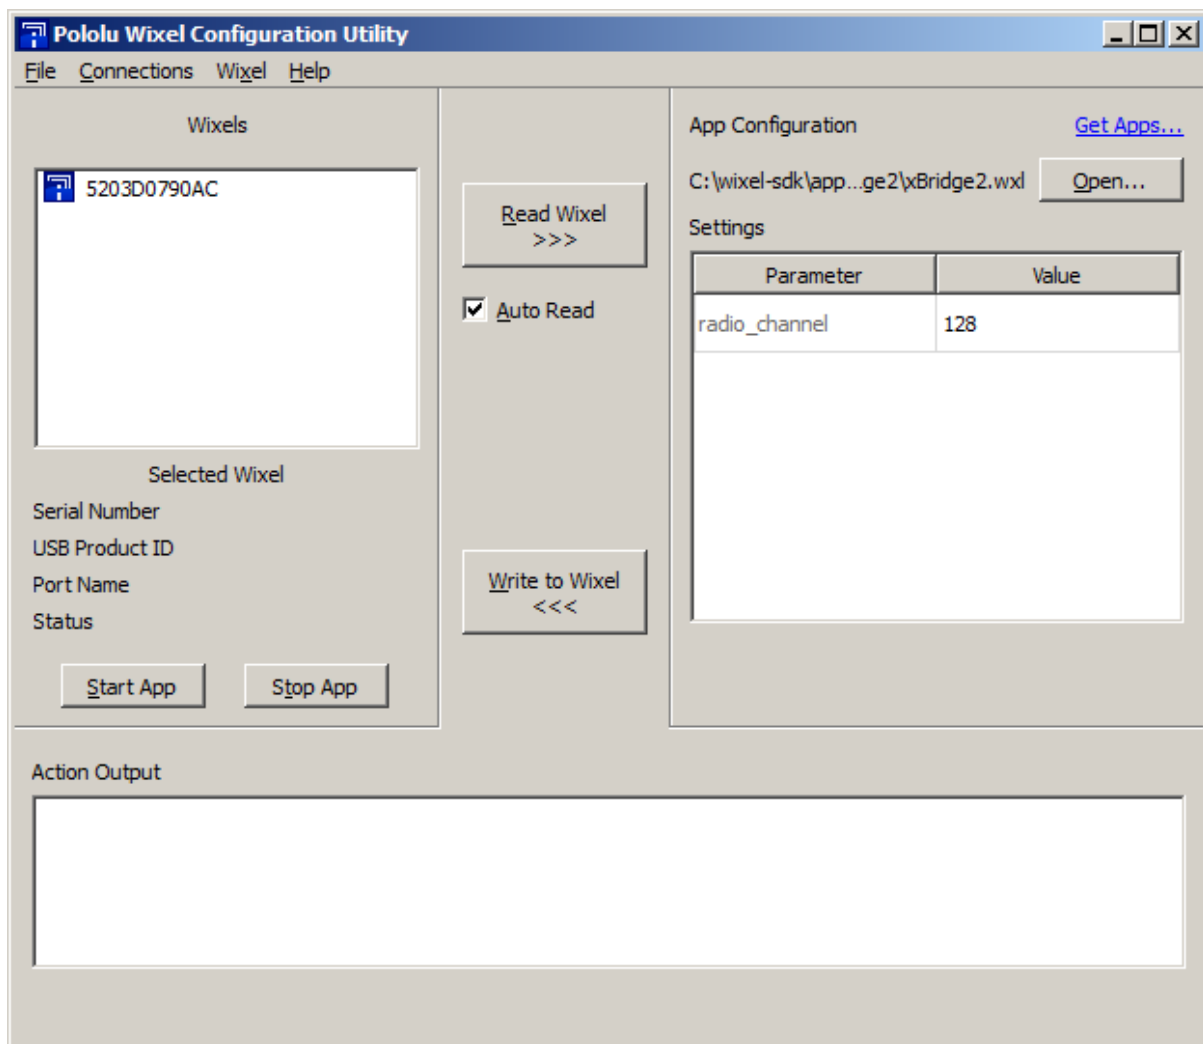 Pololu Wixel Configuration Utility
File Connections Wixel Help
Wixels
5203D0790AC
Selected Wixel
Serial Number
USB Product ID
Port Name
Status
Start App Stop App
Read Wixel
>>>
Auto Read
Write to Wixel
<<<
App Configuration Get Apps...
C:\wixel-sdk\app...ge2\xBridge2.wxl Open...
Settings
Parameter Value
radio_channel 128
Action Output